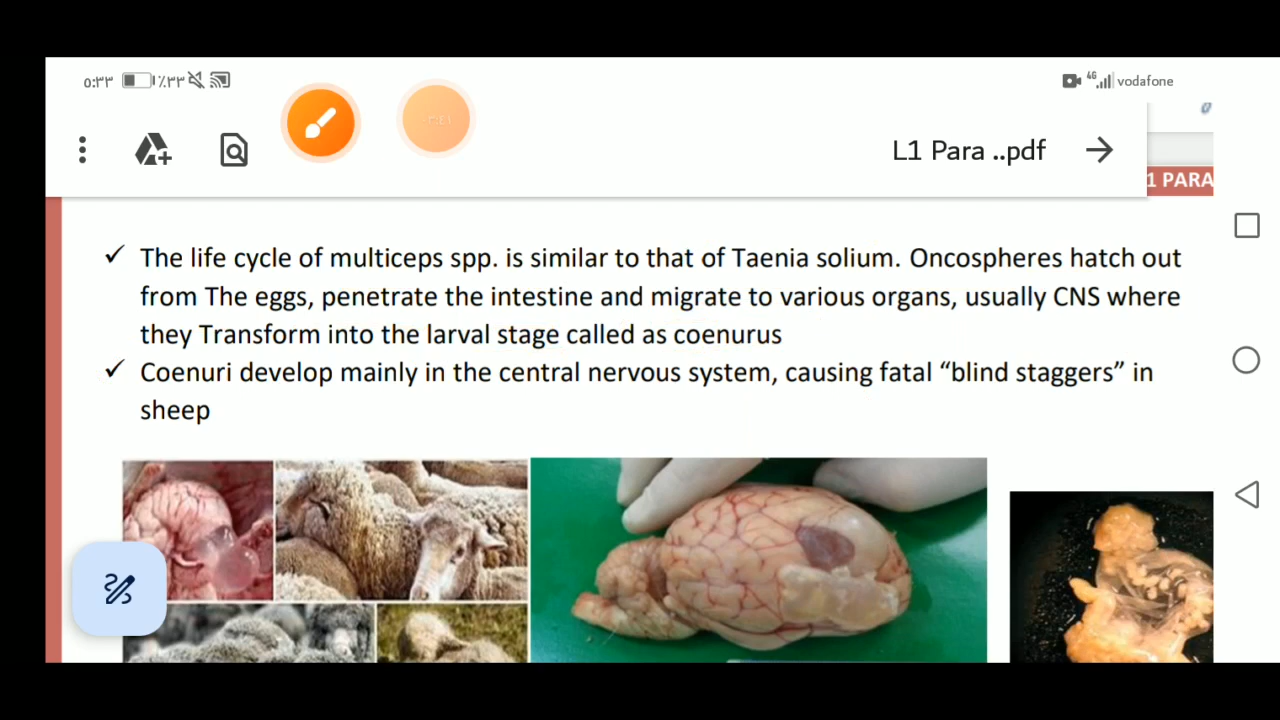 ٥:٣٣ ٪٣٣ 4G vodafone
L1 Para ..pdf
1 PARA
✓ The life cycle of multiceps spp. is similar to that of Taenia solium. Oncospheres hatch out
from The eggs, penetrate the intestine and migrate to various organs, usually CNS where
they Transform into the larval stage called as coenurus
✓ Coenuri develop mainly in the central nervous system, causing fatal “blind staggers” in
sheep